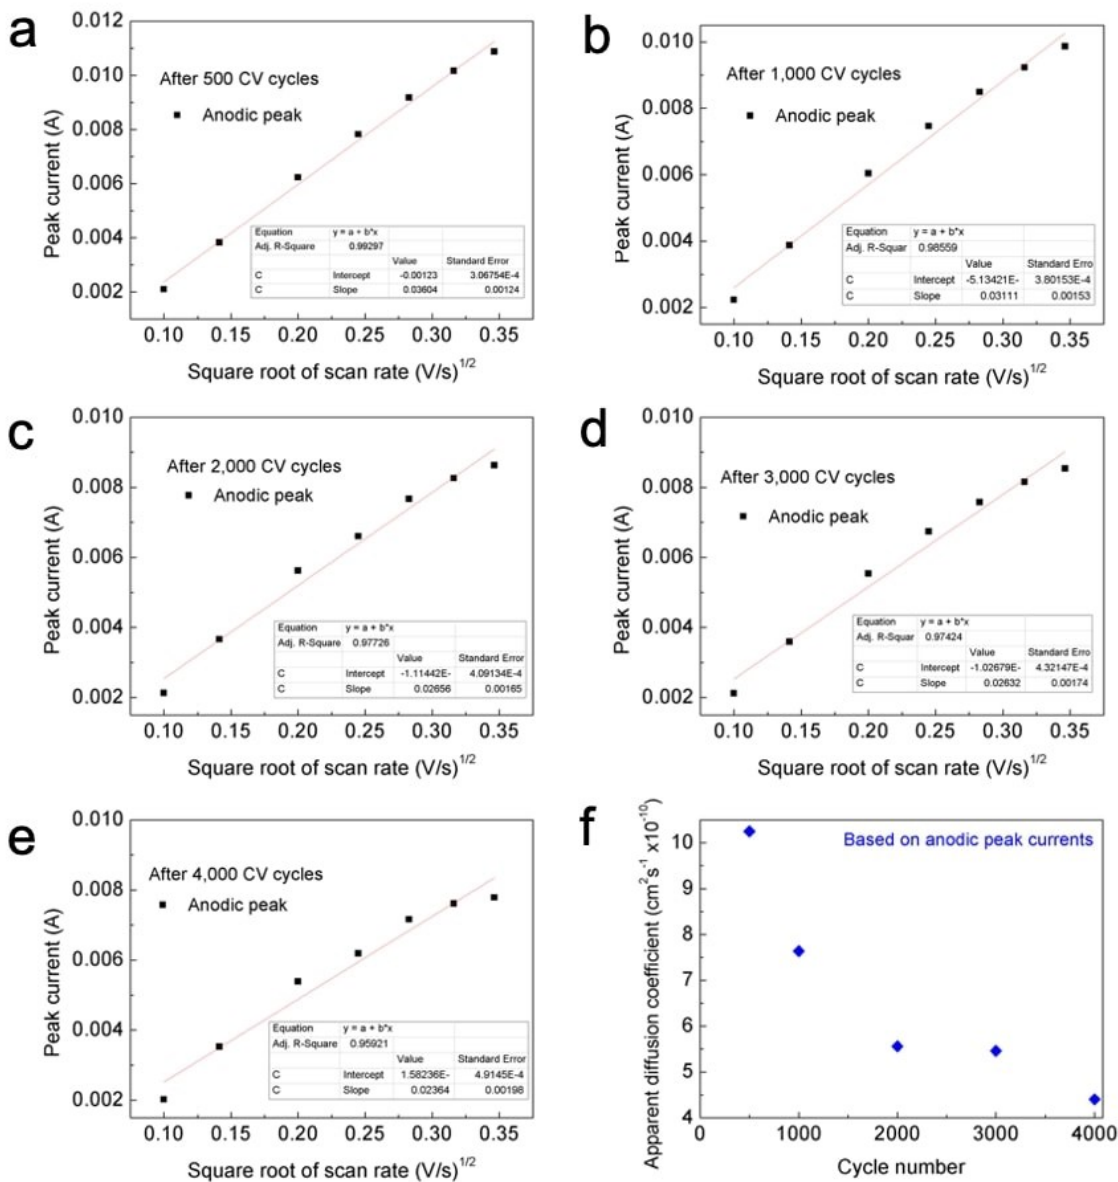 a
0.012
0.010
0.008
0.006
0.004
0.002
Peak current (A)
After 500 CV cycles
Anodic peak
Equation y = a + b*x
Adj. R-Square 0.99297
Value Standard Error
C Intercept -0.00123 3.06754E-4
C Slope 0.03604 0.00124
0.10 0.15 0.20 0.25 0.30 0.35
Square root of scan rate (V/s)^1/2
b
0.010
0.008
0.006
0.004
0.002
Peak current (A)
After 1,000 CV cycles
Anodic peak
Equation y = a + b*x
Adj. R-Squar 0.98559
Value Standard Erro
C Intercept -5.13421E- 3.80153E-4
C Slope 0.03111 0.00153
0.10 0.15 0.20 0.25 0.30 0.35
Square root of scan rate (V/s)^1/2
c
0.010
0.008
0.006
0.004
0.002
Peak current (A)
After 2,000 CV cycles
Anodic peak
Equation y = a + b*x
Adj. R-Square 0.97726
Value Standard Error
C Intercept -1.11442E- 4.09134E-4
C Slope 0.02656 0.00165
0.10 0.15 0.20 0.25 0.30 0.35
Square root of scan rate (V/s)^1/2
d
0.010
0.008
0.006
0.004
0.002
Peak current (A)
After 3,000 CV cycles
Anodic peak
Equation y = a + b*x
Adj. R-Squar 0.97424
Value Standard Erro
C Intercept -1.02679E- 4.32147E-4
C Slope 0.02632 0.00174
0.10 0.15 0.20 0.25 0.30 0.35
Square root of scan rate (V/s)^1/2
e
0.010
0.008
0.006
0.004
0.002
Peak current (A)
After 4,000 CV cycles
Anodic peak
Equation y = a + b*x
Adj. R-Square 0.95921
Value Standard Error
C Intercept 1.58236E- 4.9145E-4
C Slope 0.02364 0.00198
0.10 0.15 0.20 0.25 0.30 0.35
Square root of scan rate (V/s)^1/2
f
10
9
8
7
6
5
4
Apparent diffusion coefficient (cm²s⁻¹ x10⁻¹⁰)
Based on anodic peak currents
0 1000 2000 3000 4000
Cycle number